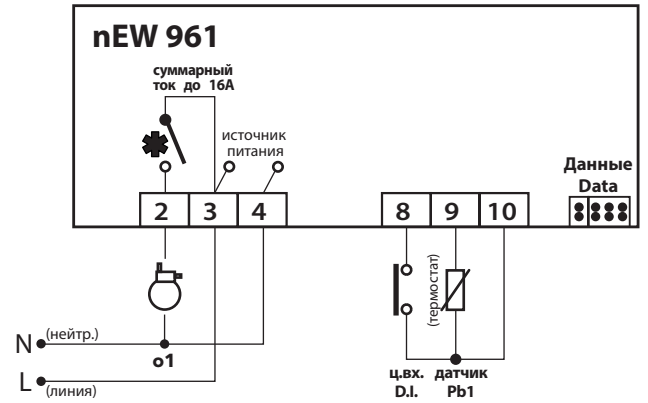 nEW 961
суммарный
ток до 16А
источник
питания
Данные
Data
2 3 4 8 9 10
(термостат)
N (нейтр.)
o1
L (линия)
ц.вх. датчик
D.I. Pb1